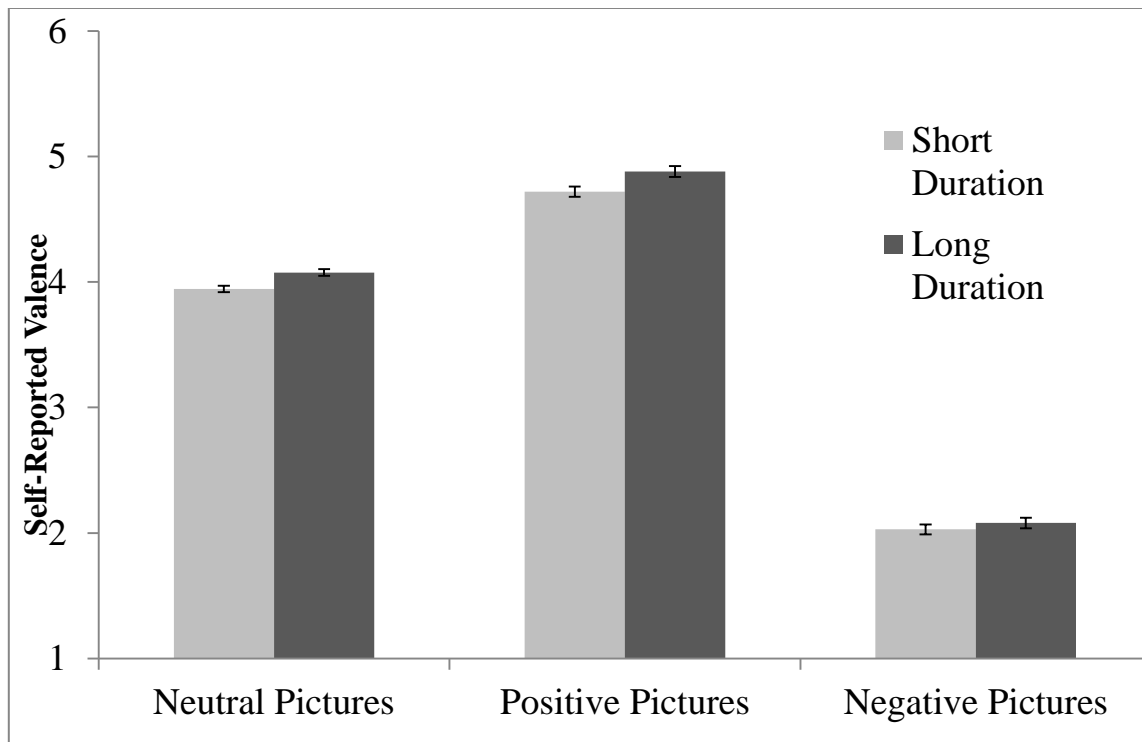 6
5
4
3
2
1
Self-Reported Valence
Short
Duration
Long
Duration
Neutral Pictures
Positive Pictures
Negative Pictures